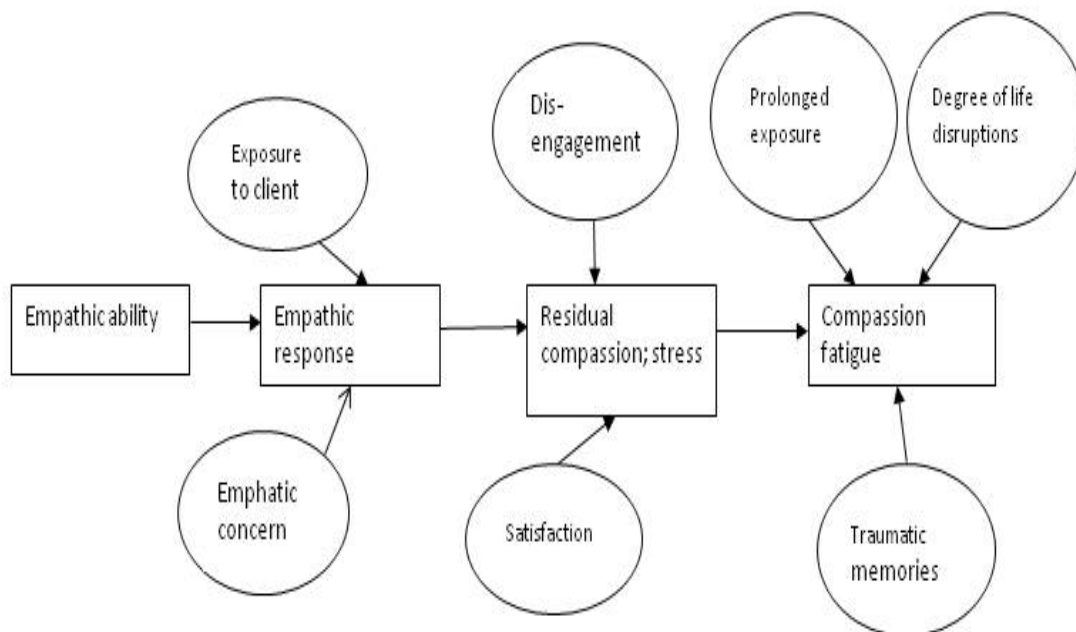 Dis-
engagement
Prolonged
exposure
Degree of life
disruptions
Exposure
to client
Empathic ability
Empathic
response
Residual
compassion; stress
Compassion
fatigue
Emphatic
concern
Satisfaction
Traumatic
memories